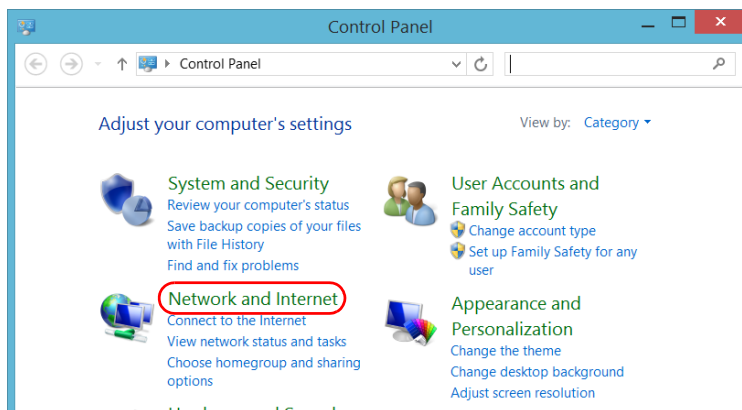 Control Panel
Control Panel
Adjust your computer's settings
View by: Category
System and Security
Review your computer's status
Save backup copies of your files
with File History
Find and fix problems
Network and Internet
Connect to the Internet
View network status and tasks
Choose homegroup and sharing
options
User Accounts and
Family Safety
Change account type
Set up Family Safety for any
user
Appearance and
Personalization
Change the theme
Change desktop background
Adjust screen resolution